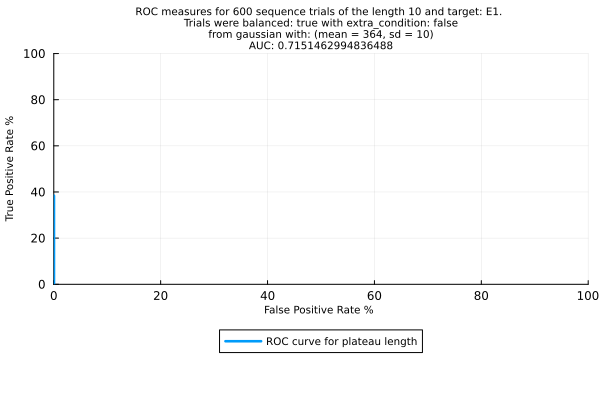 ROC measures for 600 sequence trials of the length 10 and target: E1.
Trials were balanced: true with extra_condition: false
from gaussian with: (mean = 364, sd = 10)
AUC: 0.7151462994836488
100
80
60
40
20
0
True Positive Rate %
0 20 40 60 80 100
False Positive Rate %
ROC curve for plateau length